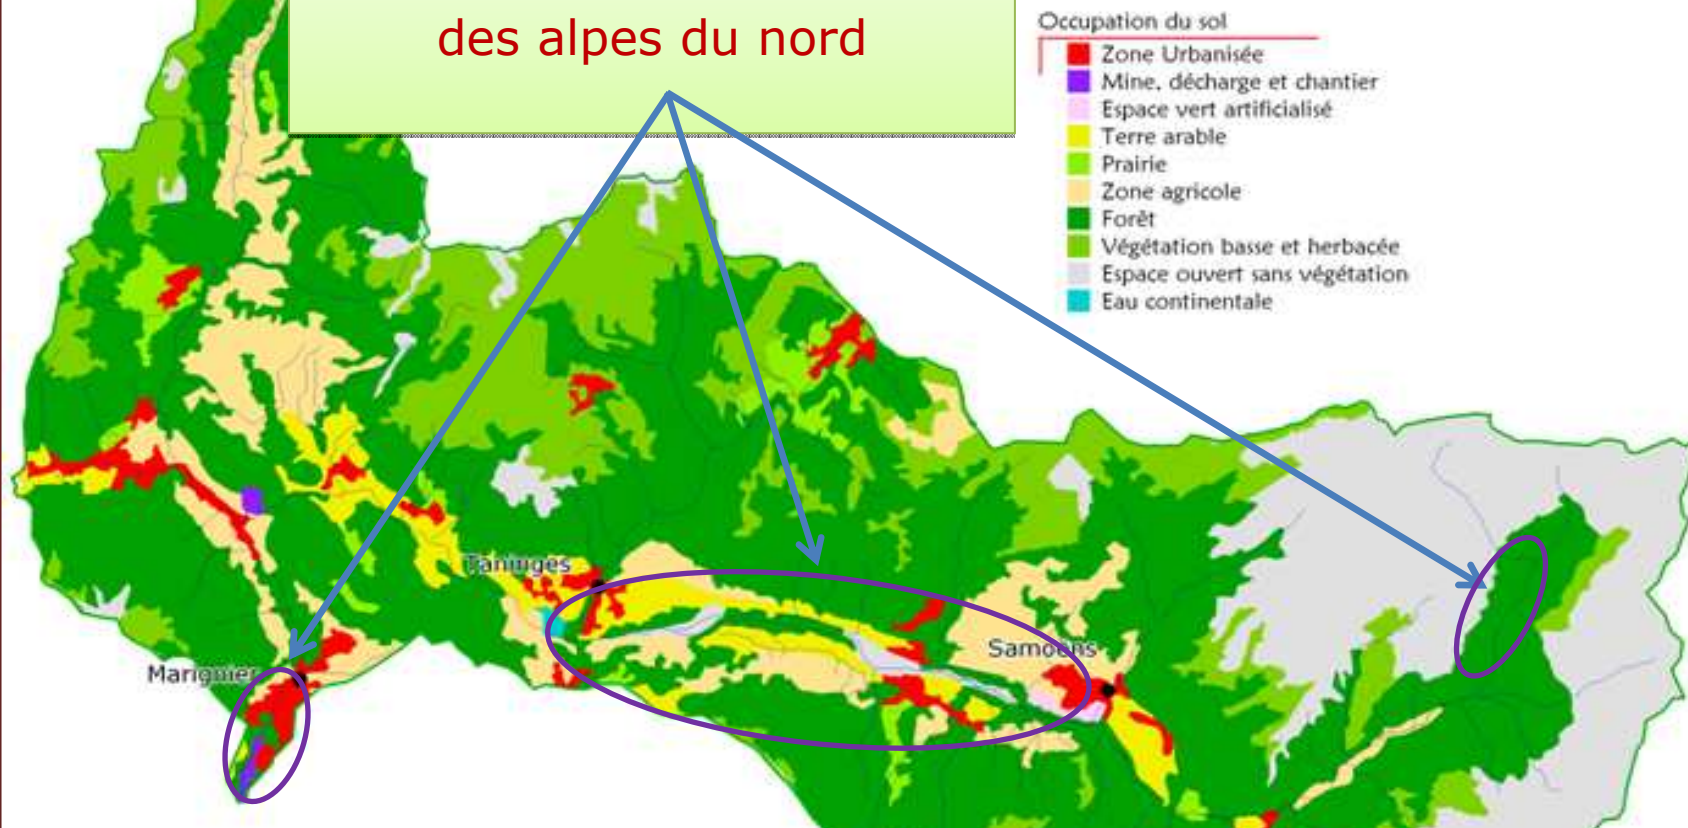 des alpes du nord
Occupation du sol
Zone Urbanisée
Mine, décharge et chantier
Espace vert artificialisé
Terre arable
Prairie
Zone agricole
Forêt
Végétation basse et herbacée
Espace ouvert sans végétation
Eau continentale
Taninges
Samoëns
Marignier